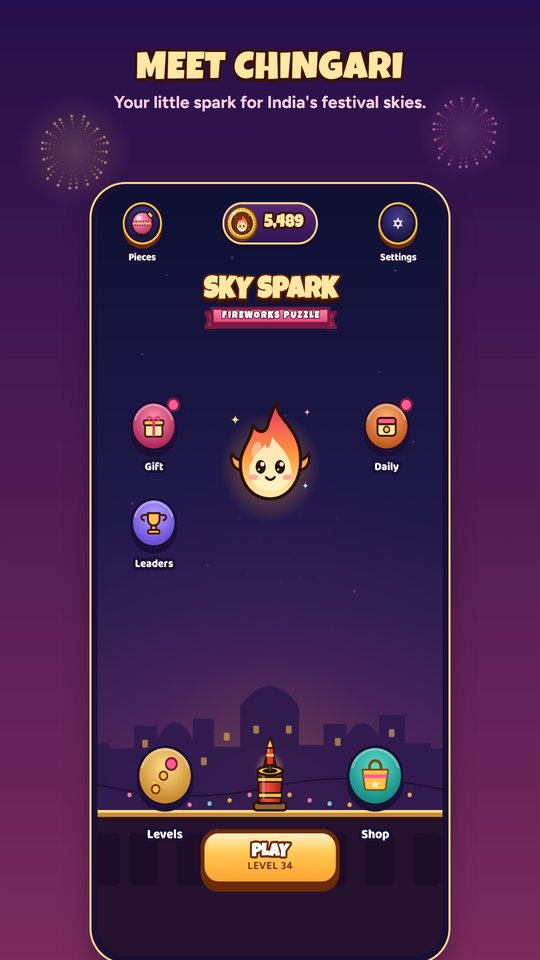 MEET CHINGARI
Your little spark for India's festival skies.
5,489
Pieces
Settings
SKY SPARK
FIREWORKS PUZZLE
Gift
Daily
Leaders
Levels
Shop
PLAY
LEVEL 34